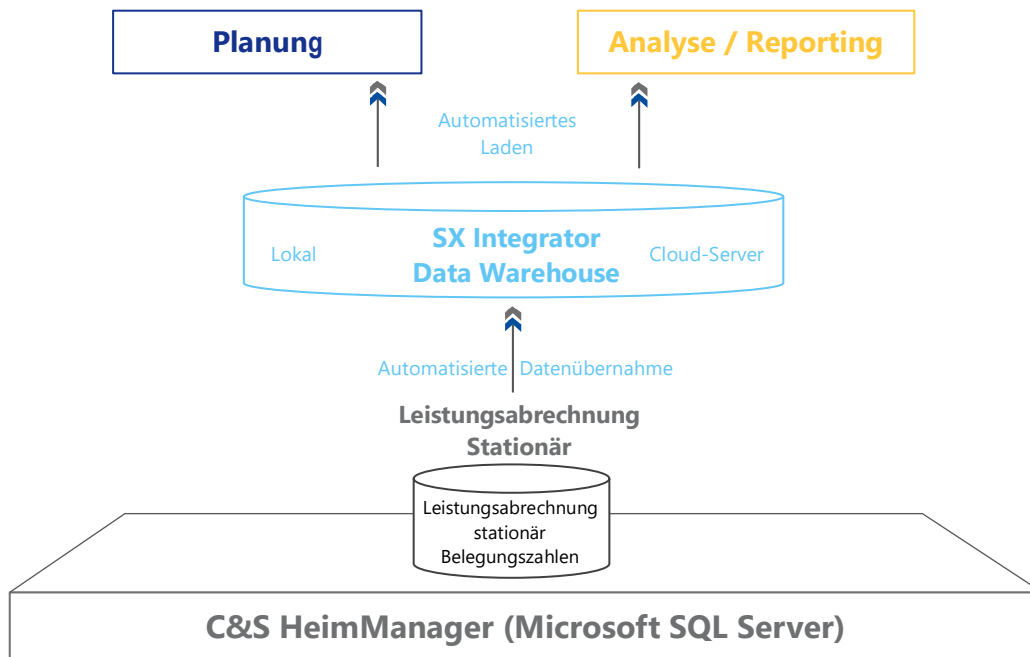 Planung
Analyse / Reporting
Automatisiertes
Laden
SX Integrator
Data Warehouse
Lokal
Cloud-Server
Automatisierte Datenübernahme
Leistungsabrechnung
Stationär
Leistungsabrechnung
stationär
Belegungszahlen
C&S HeimManager (Microsoft SQL Server)